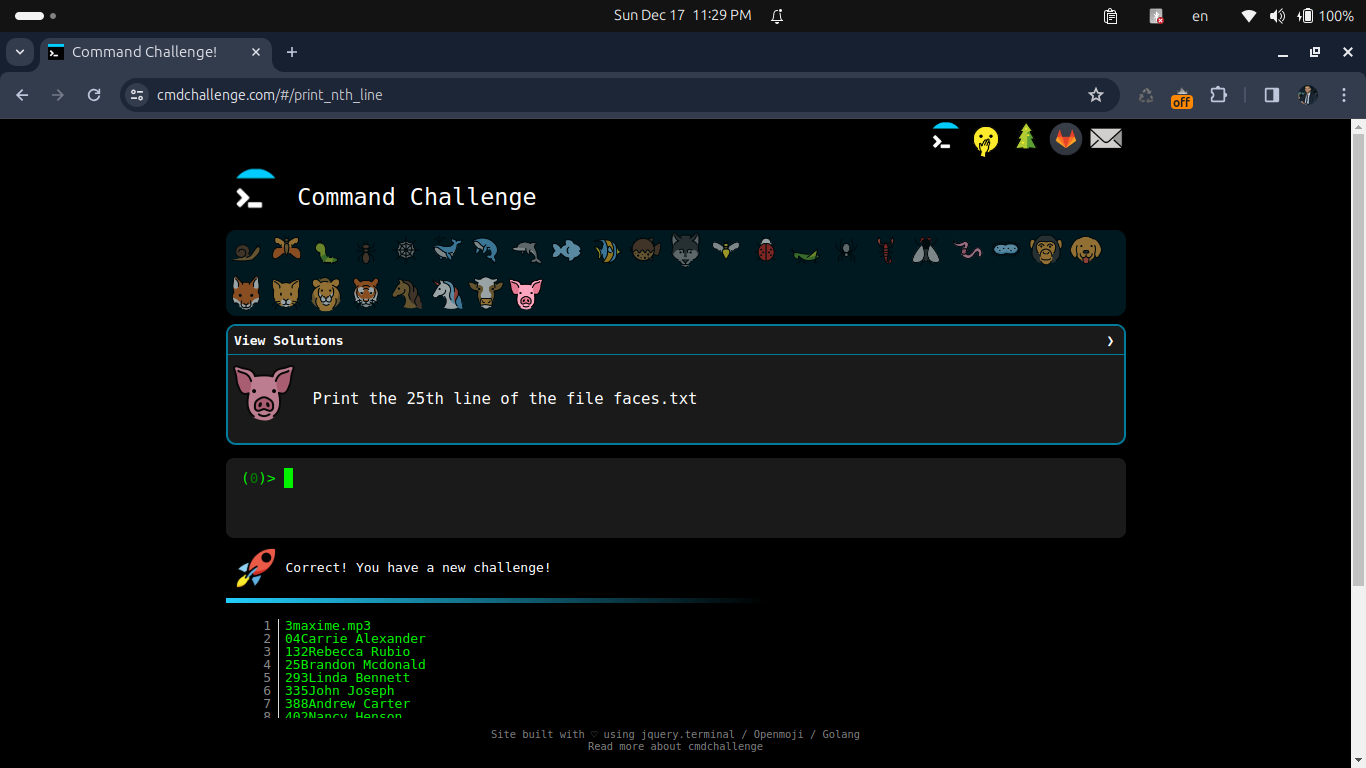 Sun Dec 17 11:29 PM
en
100%
Command Challenge!
cmdchallenge.com/#/print_nth_line
off
Command Challenge
View Solutions
Print the 25th line of the file faces.txt
(0)>
Correct! You have a new challenge!
1 3maxime.mp3
2 04Carrie Alexander
3 132Rebecca Rubio
4 25Brandon Mcdonald
5 293Linda Bennett
6 335John Joseph
7 388Andrew Carter
8 402Nancy Henson
Site built with ♡ using jquery.terminal / Openmoji / Golang
Read more about cmdchallenge